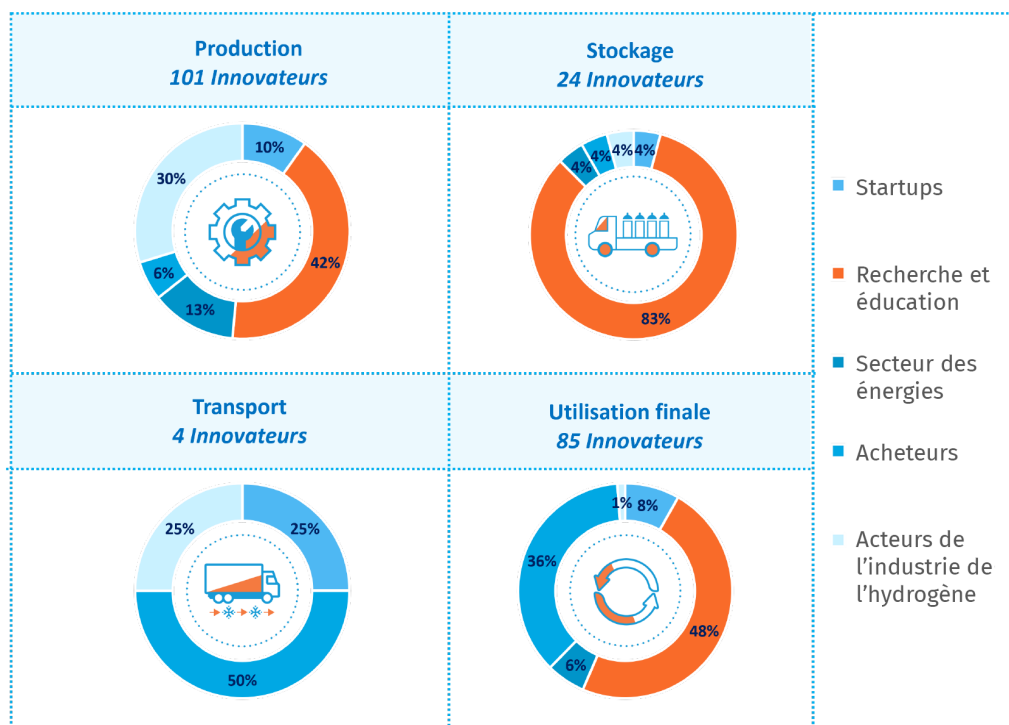 Production
101 Innovateurs
Stockage
24 Innovateurs
10%
42%
13%
6%
30%
4%
83%
4%
4%
4%
Transport
4 Innovateurs
Utilisation finale
85 Innovateurs
25%
50%
25%
8%
48%
6%
36%
1%
Startups
Recherche et
éducation
Secteur des
énergies
Acheteurs
Acteurs de
l’industrie de
l’hydrogène